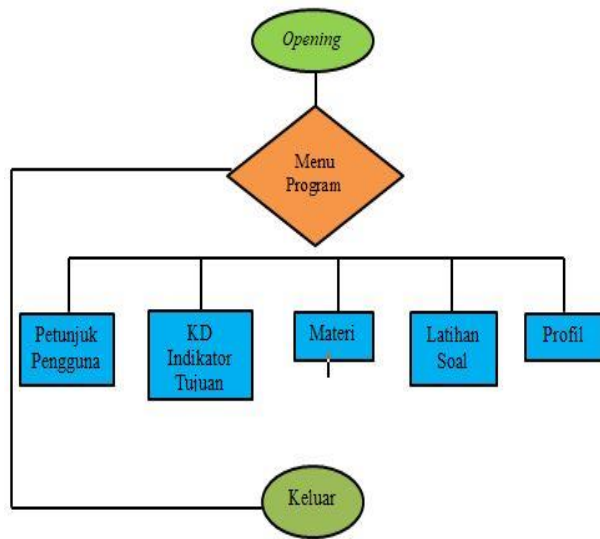 Opening
Menu
Program
Petunjuk
Pengguna
KD
Indikator
Tujuan
Materi
Latihan
Soal
Profil
Keluar